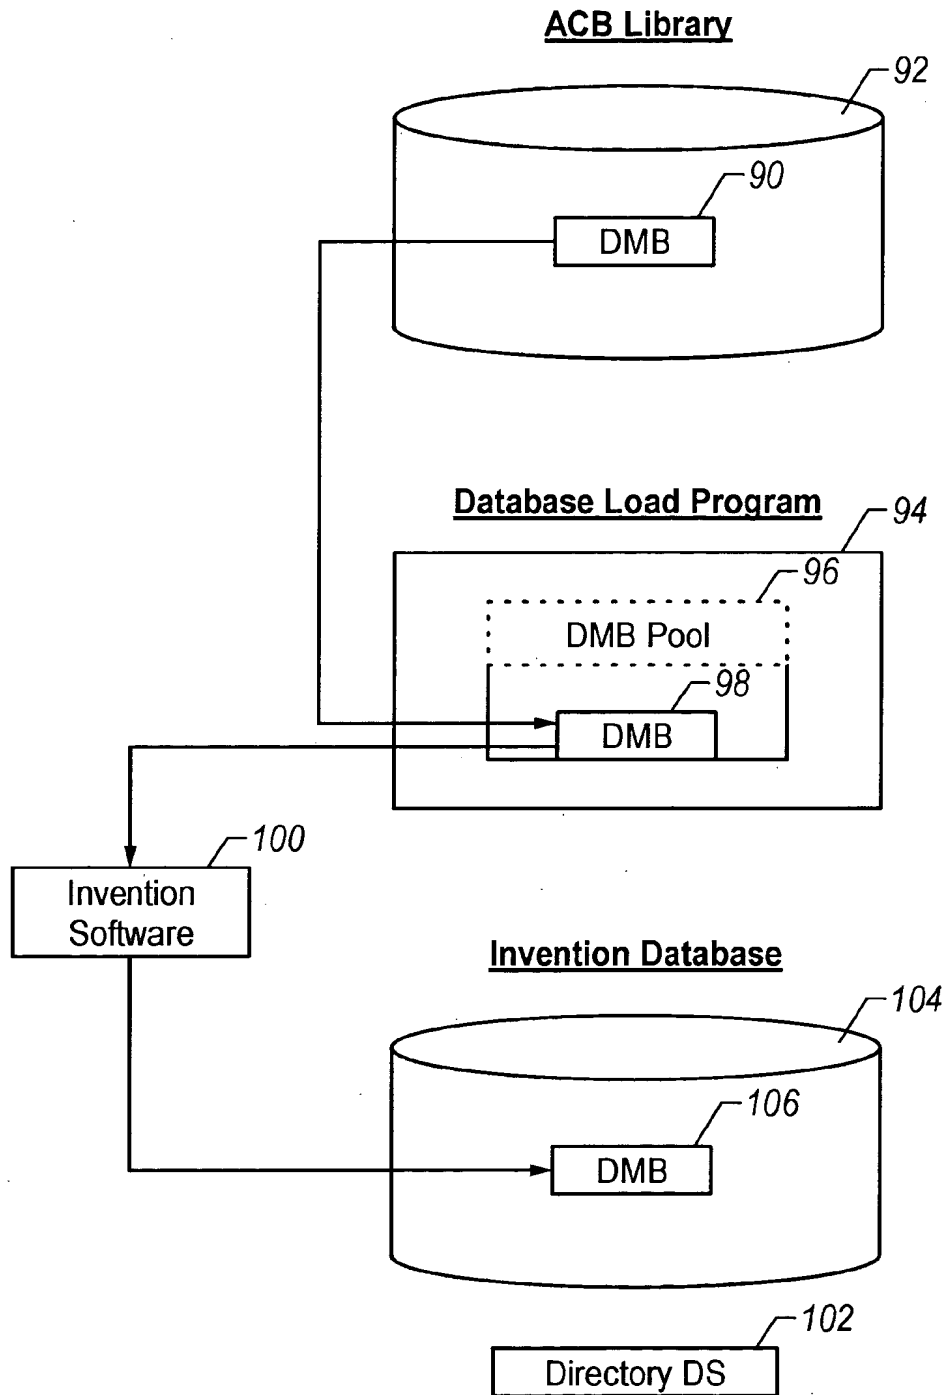 ACB Library
92
90
DMB
Database Load Program
94
96
DMB Pool
98
DMB
100
Invention
Software
Invention Database
104
106
DMB
102
Directory DS